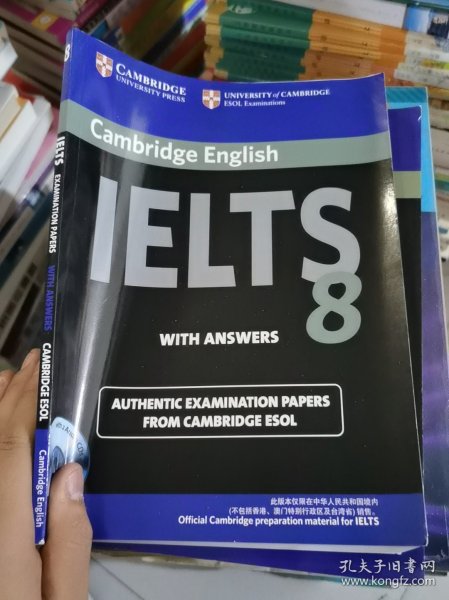 CAMBRIDGE
UNIVERSITY PRESS
UNIVERSITY of CAMBRIDGE
ESOL Examinations
Cambridge English
IELTS
8
WITH ANSWERS
AUTHENTIC EXAMINATION PAPERS
FROM CAMBRIDGE ESOL
此版本仅限在中华人民共和国境内
(不包括香港、澳门特别行政区及台湾省) 销售。
Official Cambridge preparation material for IELTS
8
IELTS EXAMINATION PAPERS WITH ANSWERS CAMBRIDGE ESOL
Cambridge English
孔夫子旧书网
www.kongfz.com